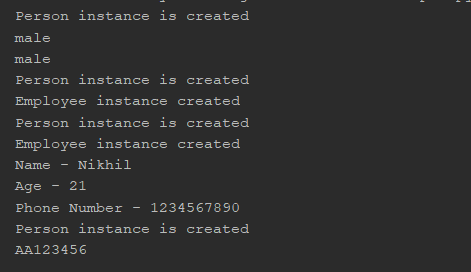 Person instance is created
male
male
Person instance is created
Employee instance created
Person instance is created
Employee instance created
Name - Nikhil
Age - 21
Phone Number - 1234567890
Person instance is created
AA123456